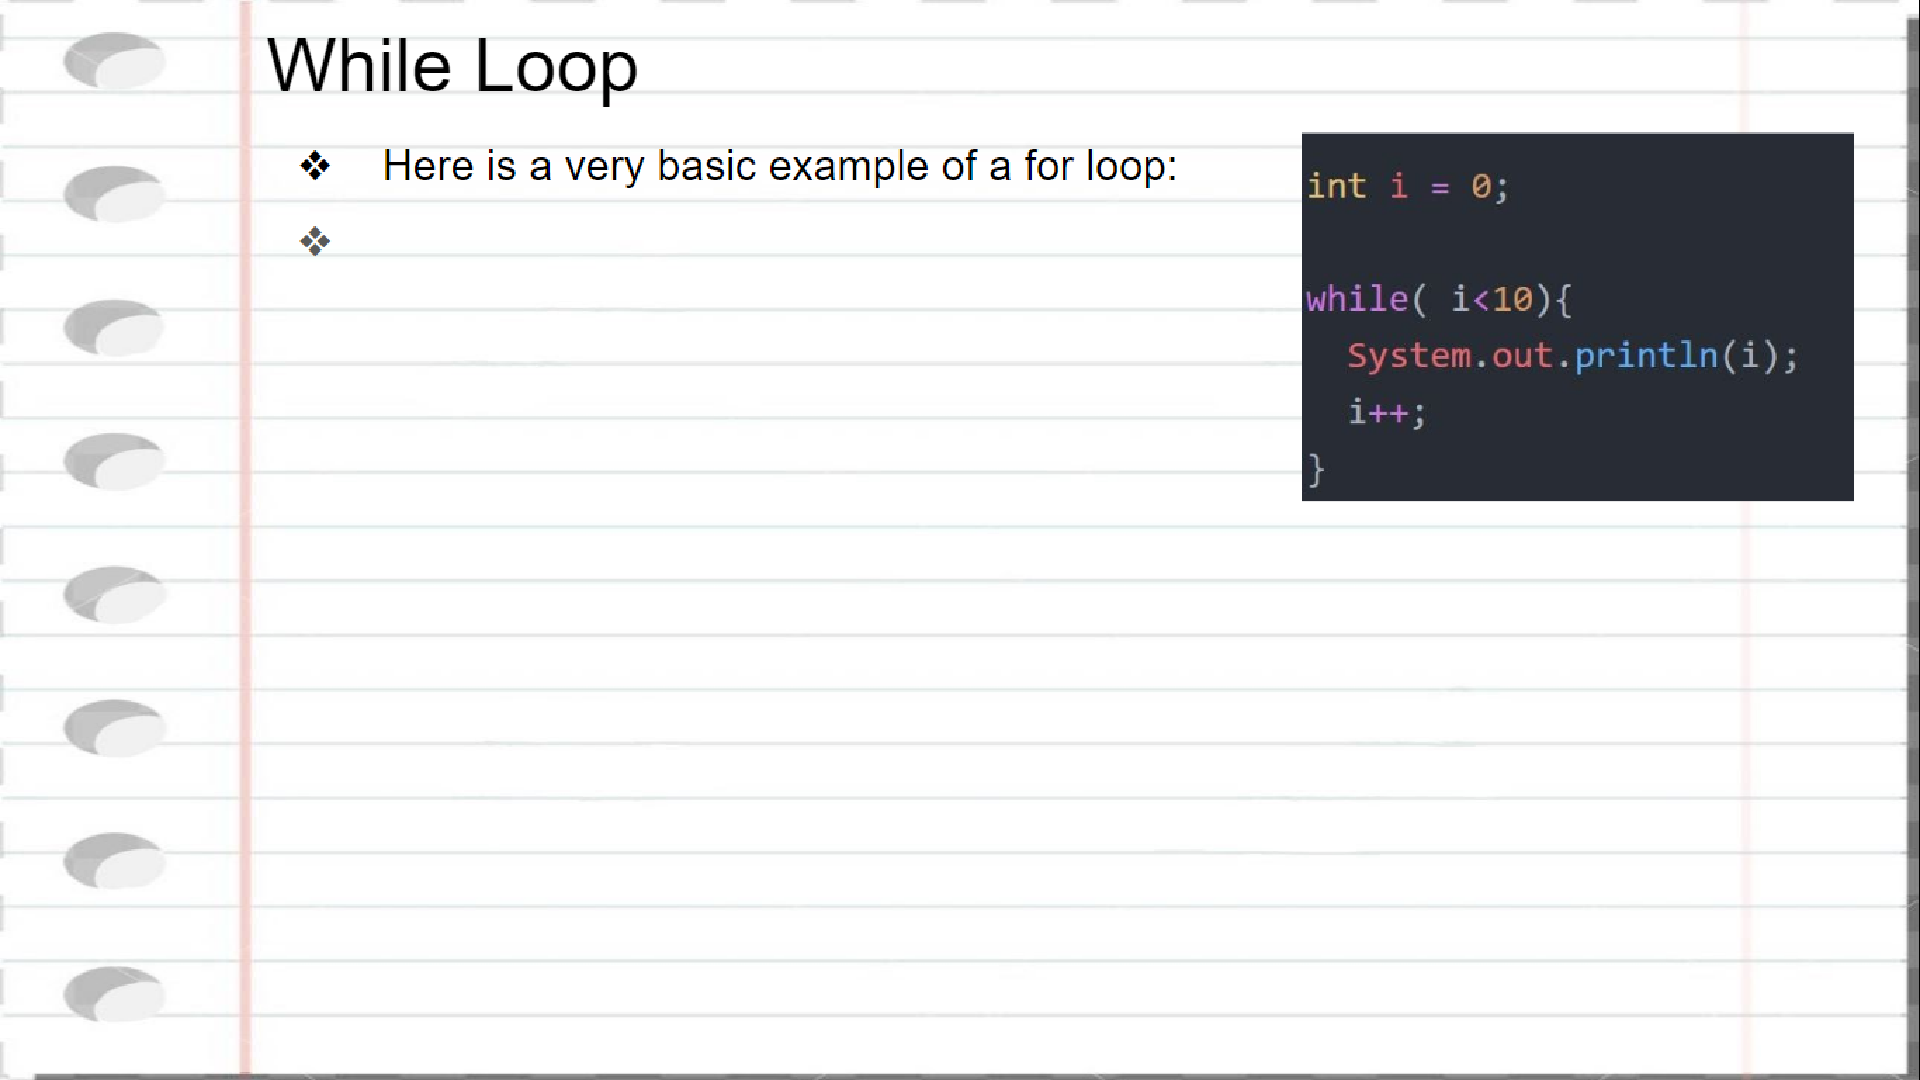 While Loop
❖ Here is a very basic example of a for loop:
❖
int i = 0;
while( i<10){
System.out.println(i);
i++;
}